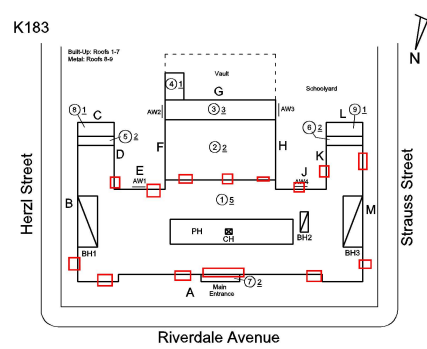 K183
N
Built-Up: Roofs 1-7
Metal: Roofs 8-9
Vault
Schoolyard
4 1
G
8 1
C
AW2
3 3
AW3
L
9 1
5 2
6 2
D
F
2 2
H
K
E
AW1
J
AW4
Herzl Street
B
1 5
M
Strauss Street
PH
CH
BH2
BH1
BH3
A
7 2
Main
Entrance
Riverdale Avenue